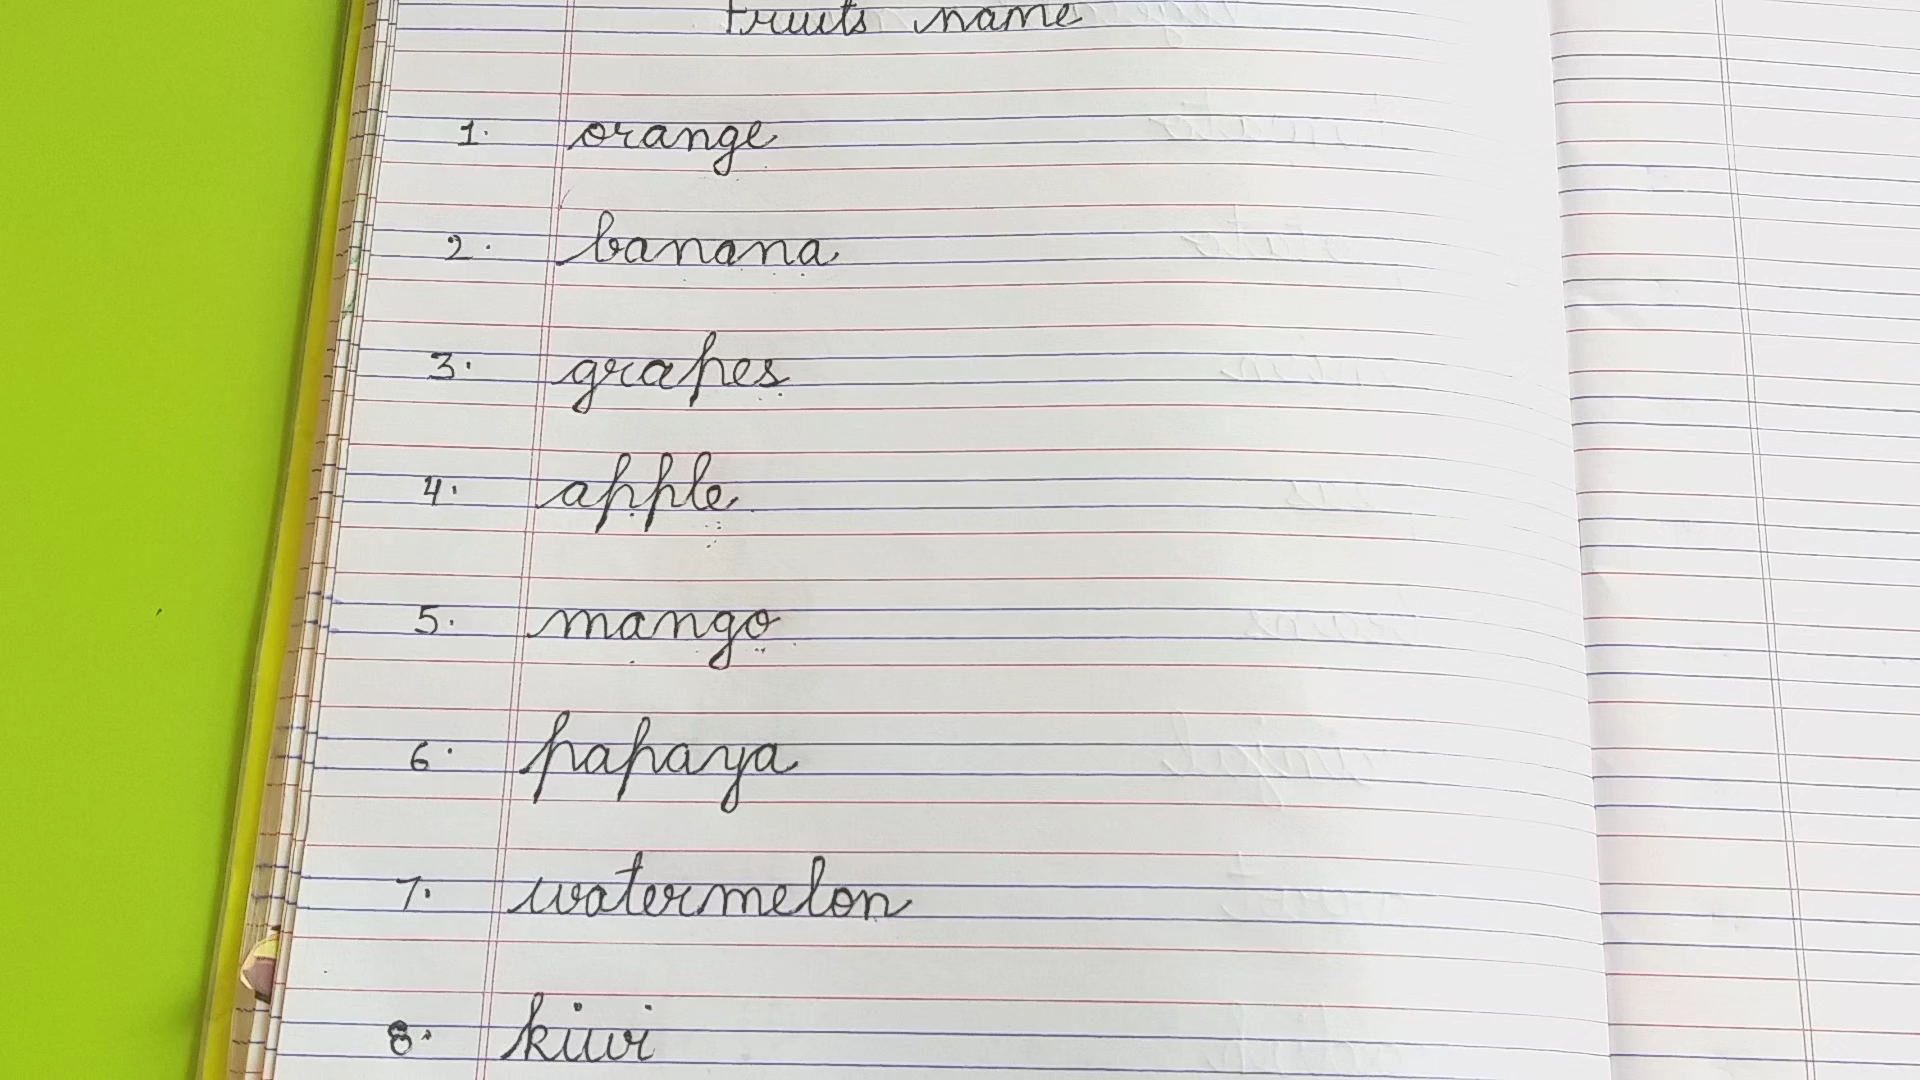 fruits name
1. orange
2. banana
3. grapes
4. apple
5. mango
6. papaya
7. watermelon
8. kiwi